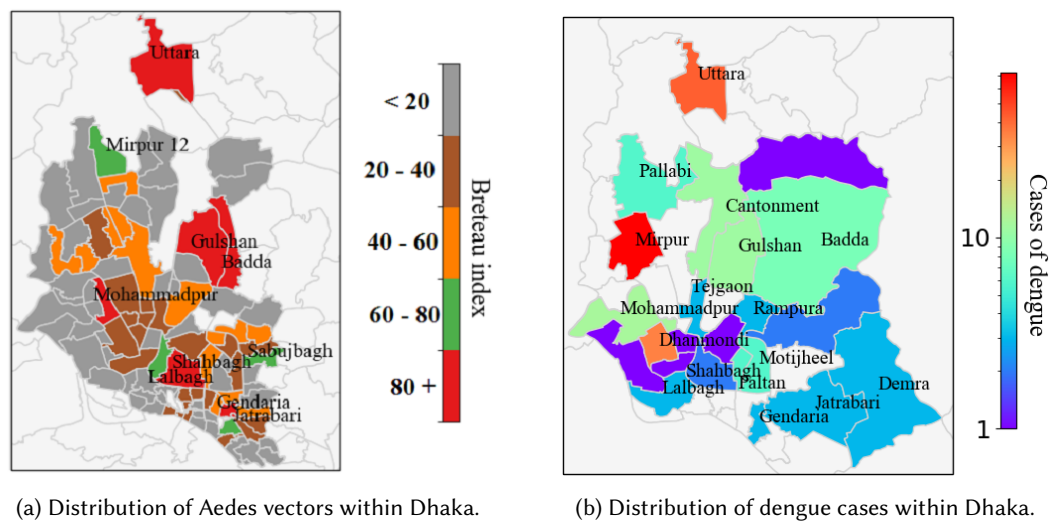 Uttara
Mirpur 12
Gulshan
Badda
Mohammadpur
Sabujbagh
Shahbagh
Lalbagh
Gendaria
Jatrabari
< 20
20 - 40
40 - 60
60 - 80
80 +
Breteau index
Uttara
Pallabi
Cantonment
Mirpur
Gulshan
Badda
Tejgaon
Mohammadpur
Rampura
Dhanmondi
Motijheel
Shahbagh
Lalbagh
Paltan
Demra
Jatrabari
Gendaria
10
1
Cases of dengue
(a) Distribution of Aedes vectors within Dhaka.
(b) Distribution of dengue cases within Dhaka.